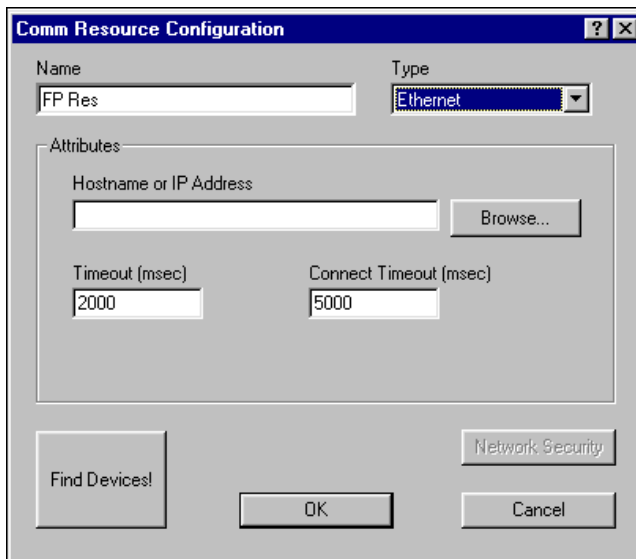 Comm Resource Configuration ? X
Name Type
FP Res Ethernet
Attributes
Hostname or IP Address
Browse...
Timeout (msec) Connect Timeout (msec)
2000 5000
Network Security
Find Devices!
OK Cancel